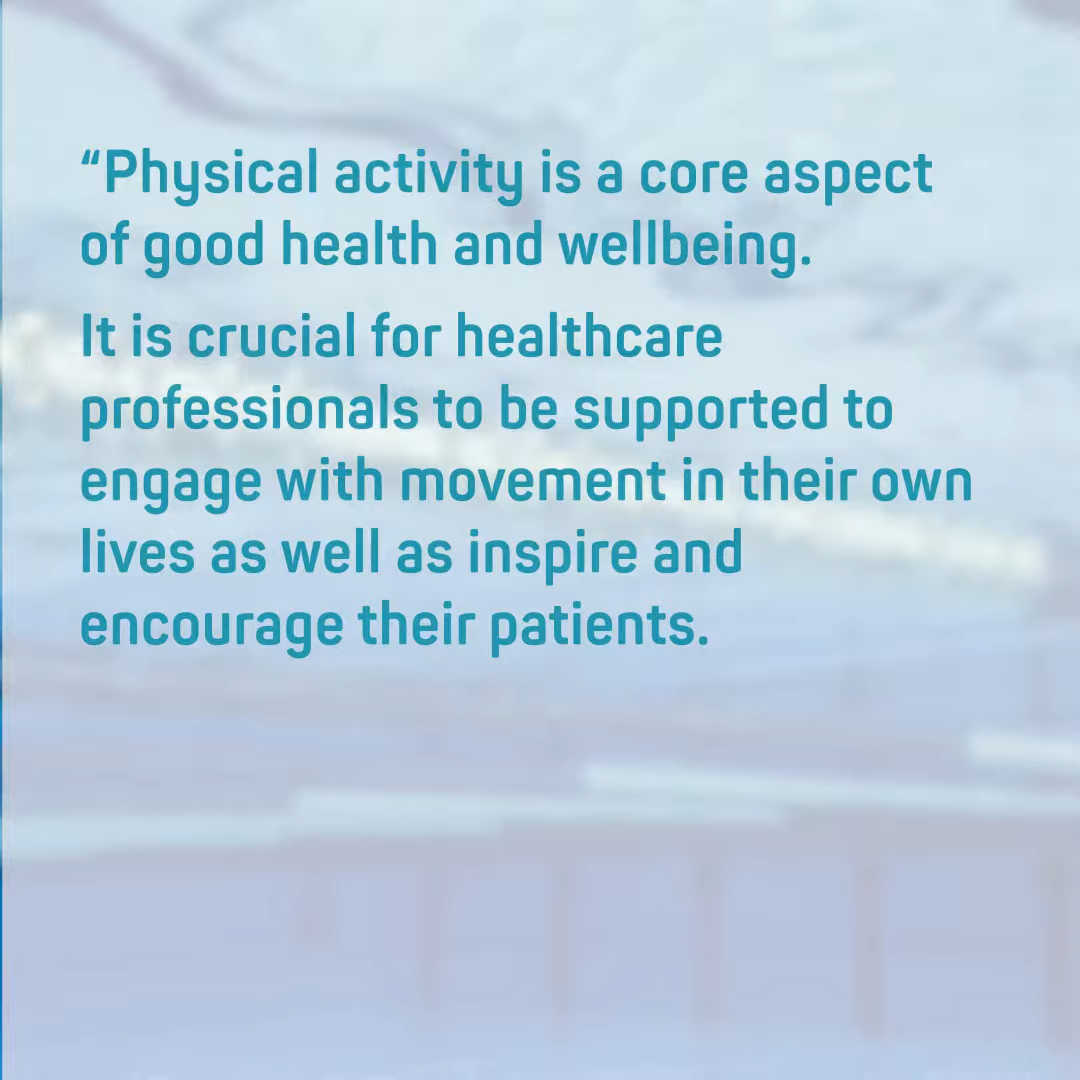 “Physical activity is a core aspect
of good health and wellbeing.
It is crucial for healthcare
professionals to be supported to
engage with movement in their own
lives as well as inspire and
encourage their patients.